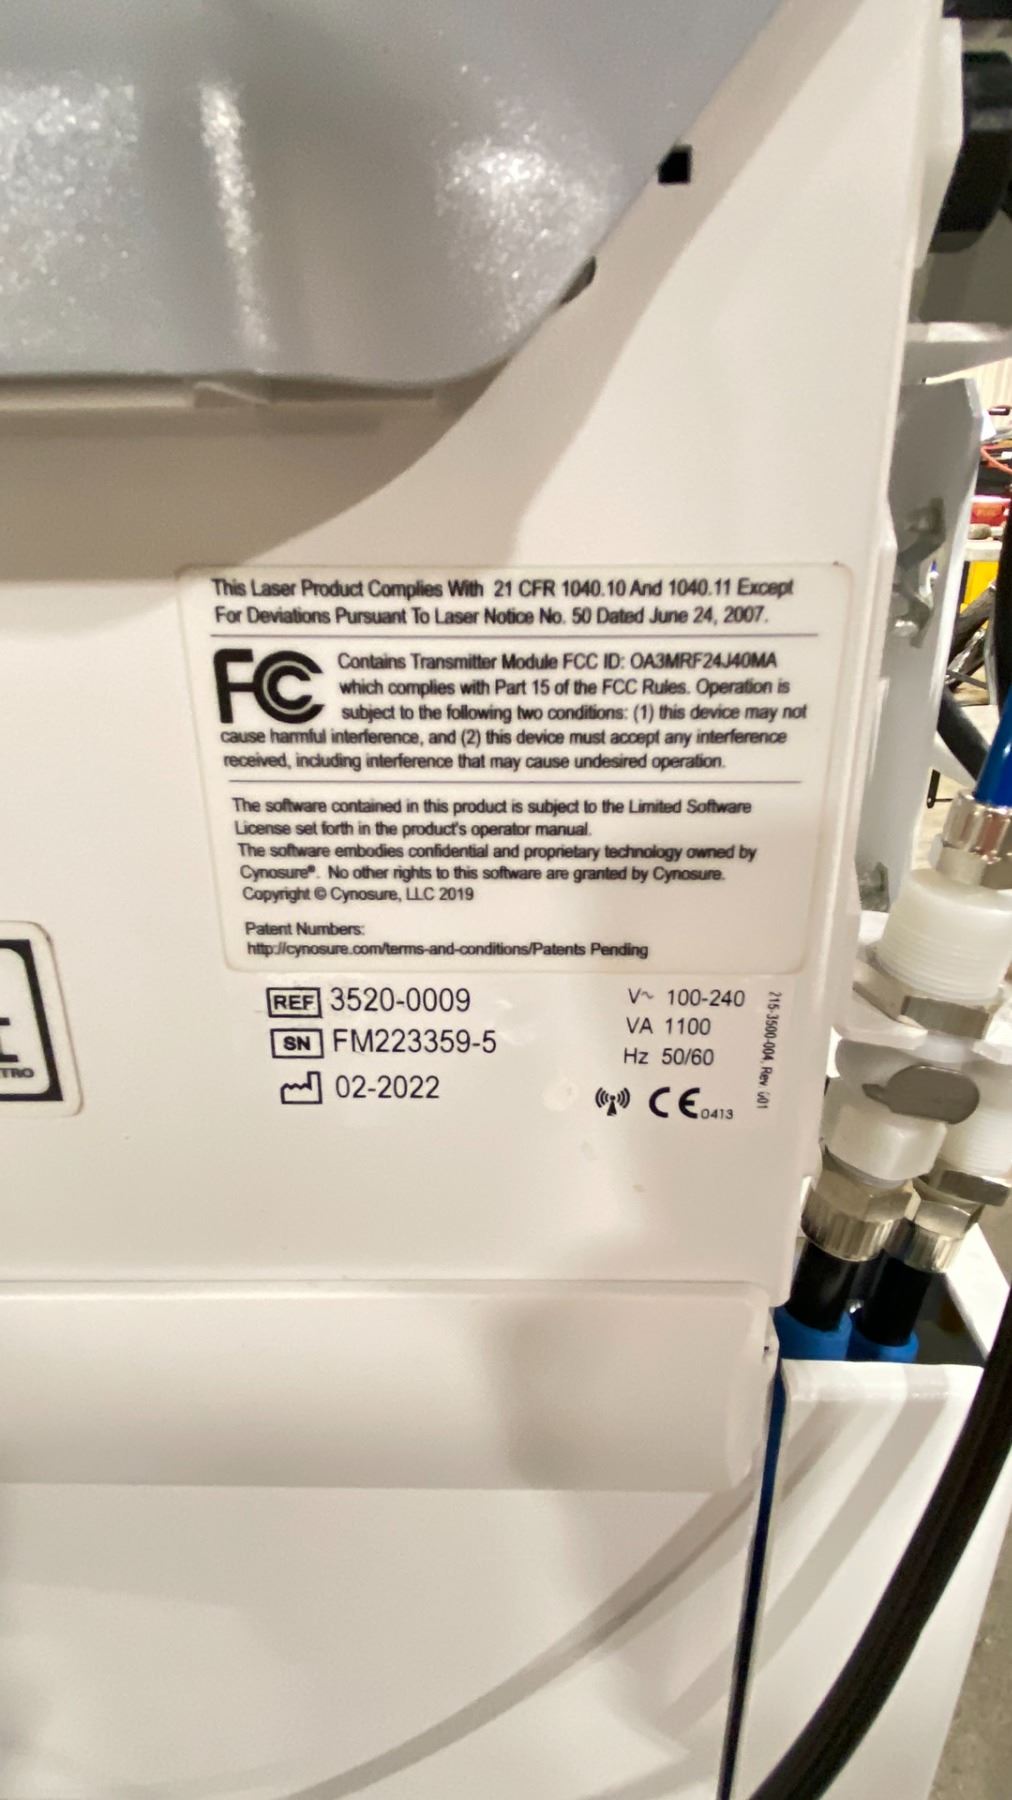 This Laser Product Complies With 21 CFR 1040.10 And 1040.11 Except
For Deviations Pursuant To Laser Notice No. 50 Dated June 24, 2007.
FC Contains Transmitter Module FCC ID: OA3MRF24J40MA
which complies with Part 15 of the FCC Rules. Operation is
subject to the following two conditions: (1) this device may not
cause harmful interference, and (2) this device must accept any interference
received, including interference that may cause undesired operation.
The software contained in this product is subject to the Limited Software
License set forth in the product's operator manual.
The software embodies confidential and proprietary technology owned by
Cynosure®. No other rights to this software are granted by Cynosure.
Copyright © Cynosure, LLC 2019
Patent Numbers:
http://cynosure.com/terms-and-conditions/Patents Pending
REF 3520-0009
SN FM223359-5
02-2022
V~ 100-240
VA 1100
Hz 50/60
CE 0413
215-3500-004, Rev 001
TRO